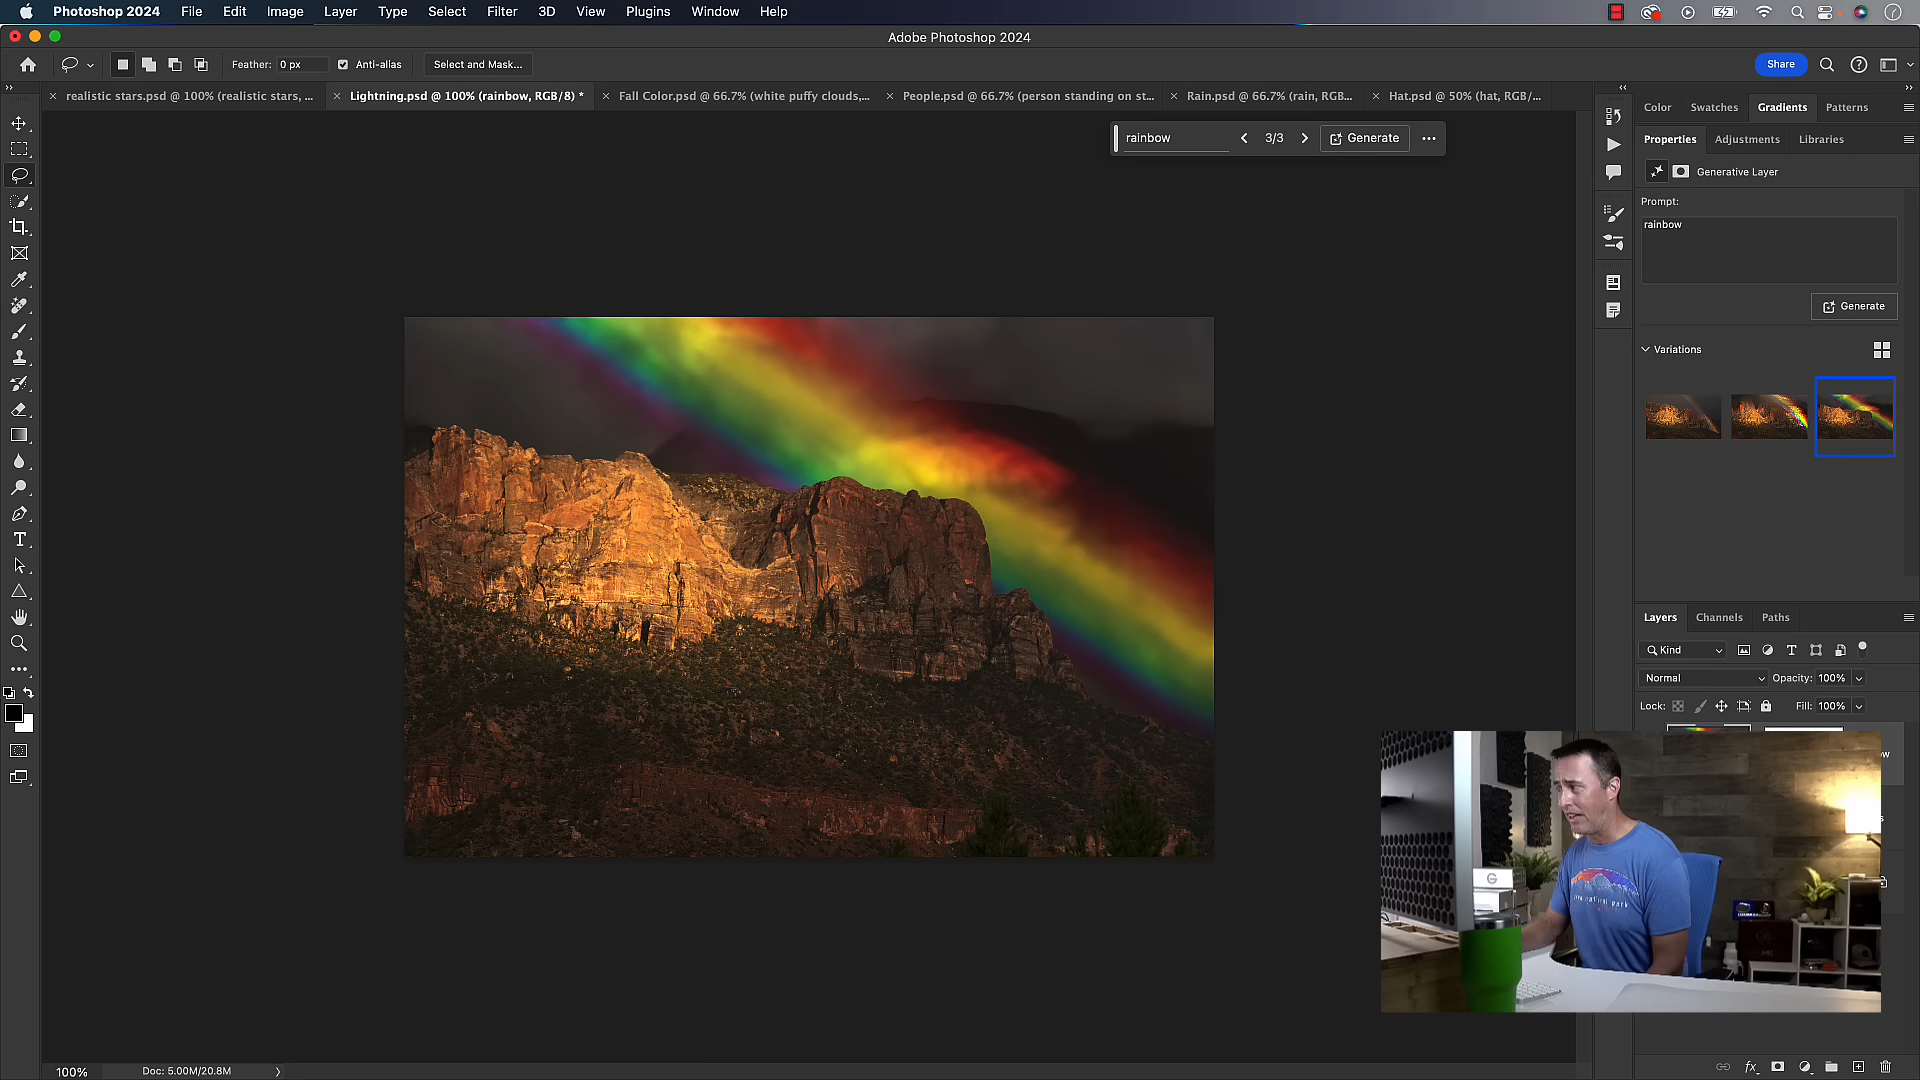 Photoshop 2024 File Edit Image Layer Type Select Filter 3D View Plugins Window Help
Adobe Photoshop 2024
Feather: 0 px Anti-alias Select and Mask... Share
realistic stars.psd @ 100% (realistic stars, ... Lightning.psd @ 100% (rainbow, RGB/8) * Fall Color.psd @ 66.7% (white puffy clouds,... People.psd @ 66.7% (person standing on st... Rain.psd @ 66.7% (rain, RGB... Hat.psd @ 50% (hat, RGB/...
Color Swatches Gradients Patterns
rainbow 3/3 Generate
Properties Adjustments Libraries
Generative Layer
Prompt:
rainbow
Generate
Variations
Layers Channels Paths
Kind
Normal Opacity: 100%
Lock: Fill: 100%
G
national park
100% Doc: 5.00M/20.8M